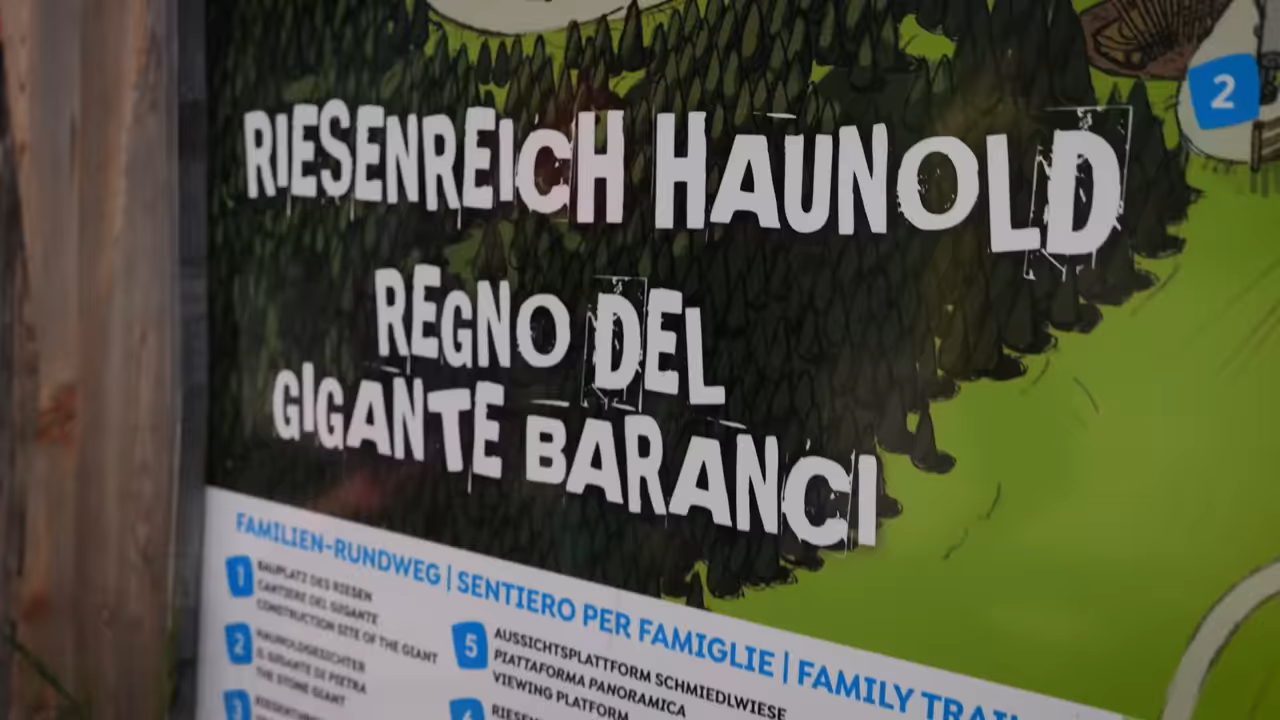 2
RIESENREICH HAUNOLD
REGNO DEL
GIGANTE BARANCI
FAMILIEN-RUNDWEG | SENTIERO PER FAMIGLIE | FAMILY TRAIL
1
BAUPLATZ DES RIESEN
CANTIERE DEL GIGANTE
CONSTRUCTION SITE OF THE GIANT
2
HAUNOLDGESICHTER
IL GIGANTE DI PIETRA
THE STONE GIANT
3
5
AUSSICHTSPLATTFORM SCHMIEDLWIESE
PIATTAFORMA PANORAMICA
VIEWING PLATFORM